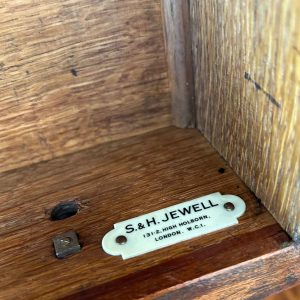 S. & H. JEWELL
131-2, HIGH HOLBORN,
LONDON, W.C.1.